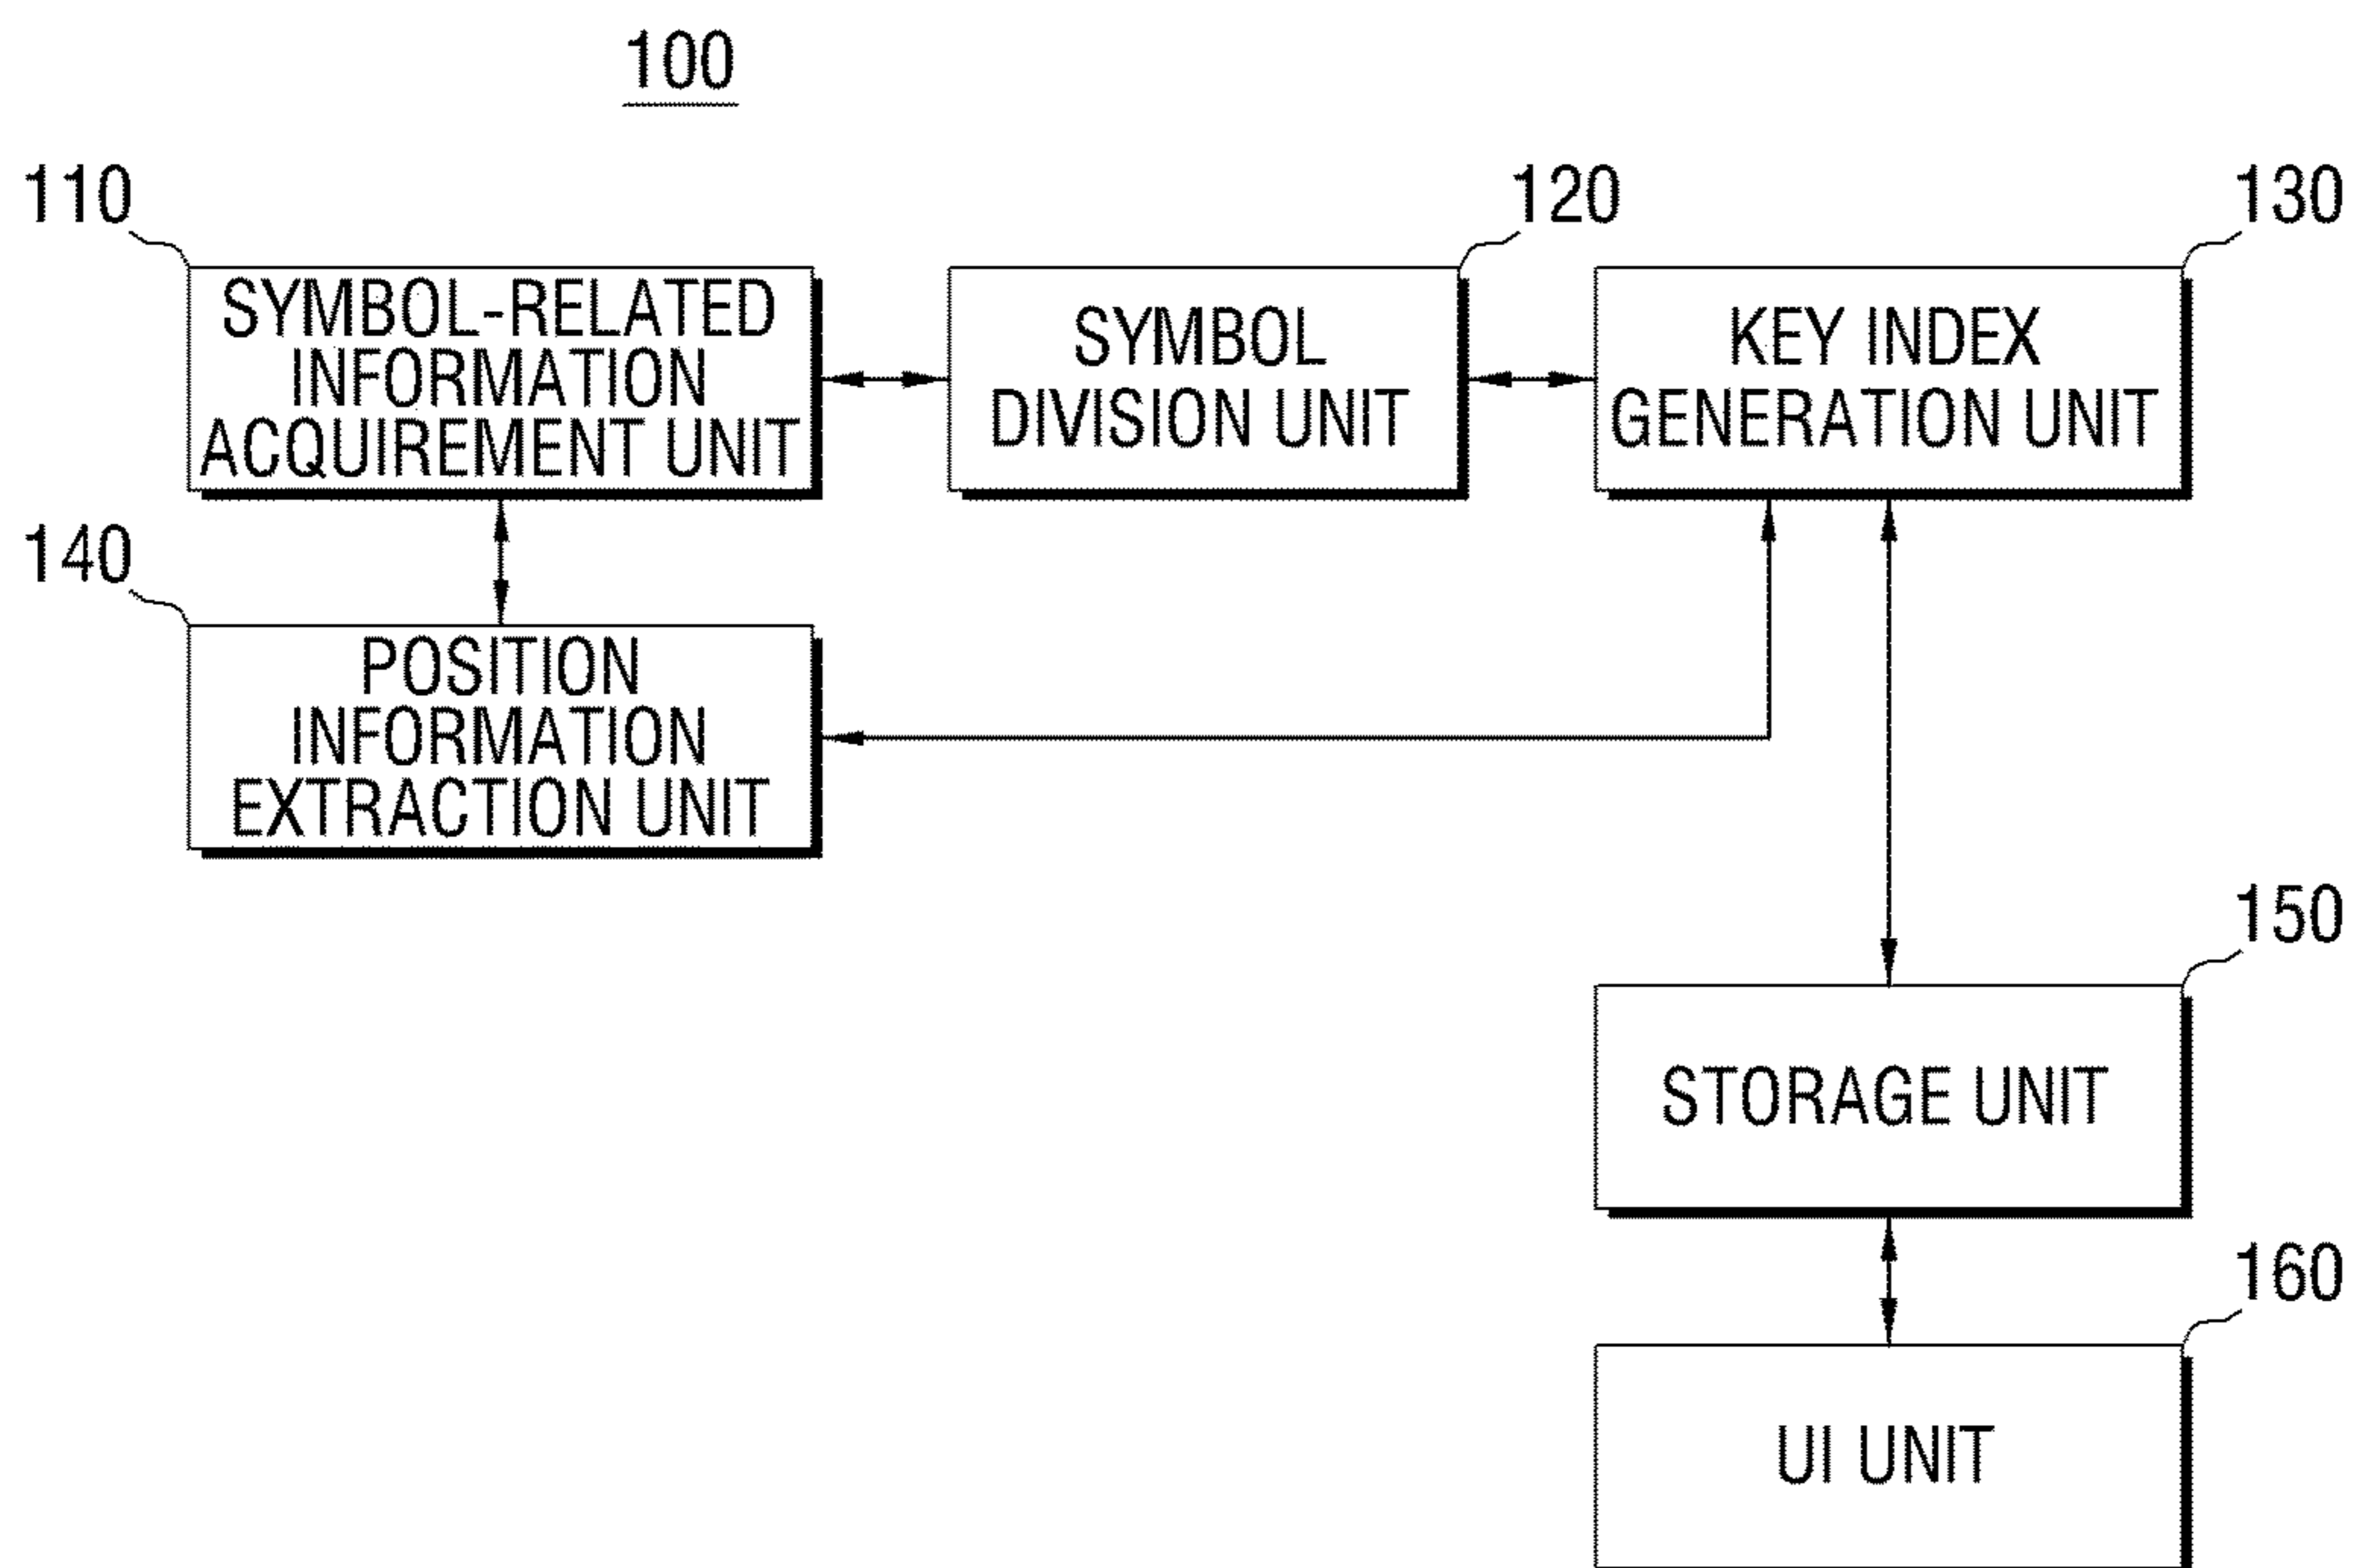 100
110
120
130
SYMBOL-RELATED
INFORMATION
ACQUIREMENT UNIT
SYMBOL
DIVISION UNIT
KEY INDEX
GENERATION UNIT
140
POSITION
INFORMATION
EXTRACTION UNIT
150
STORAGE UNIT
160
UI UNIT